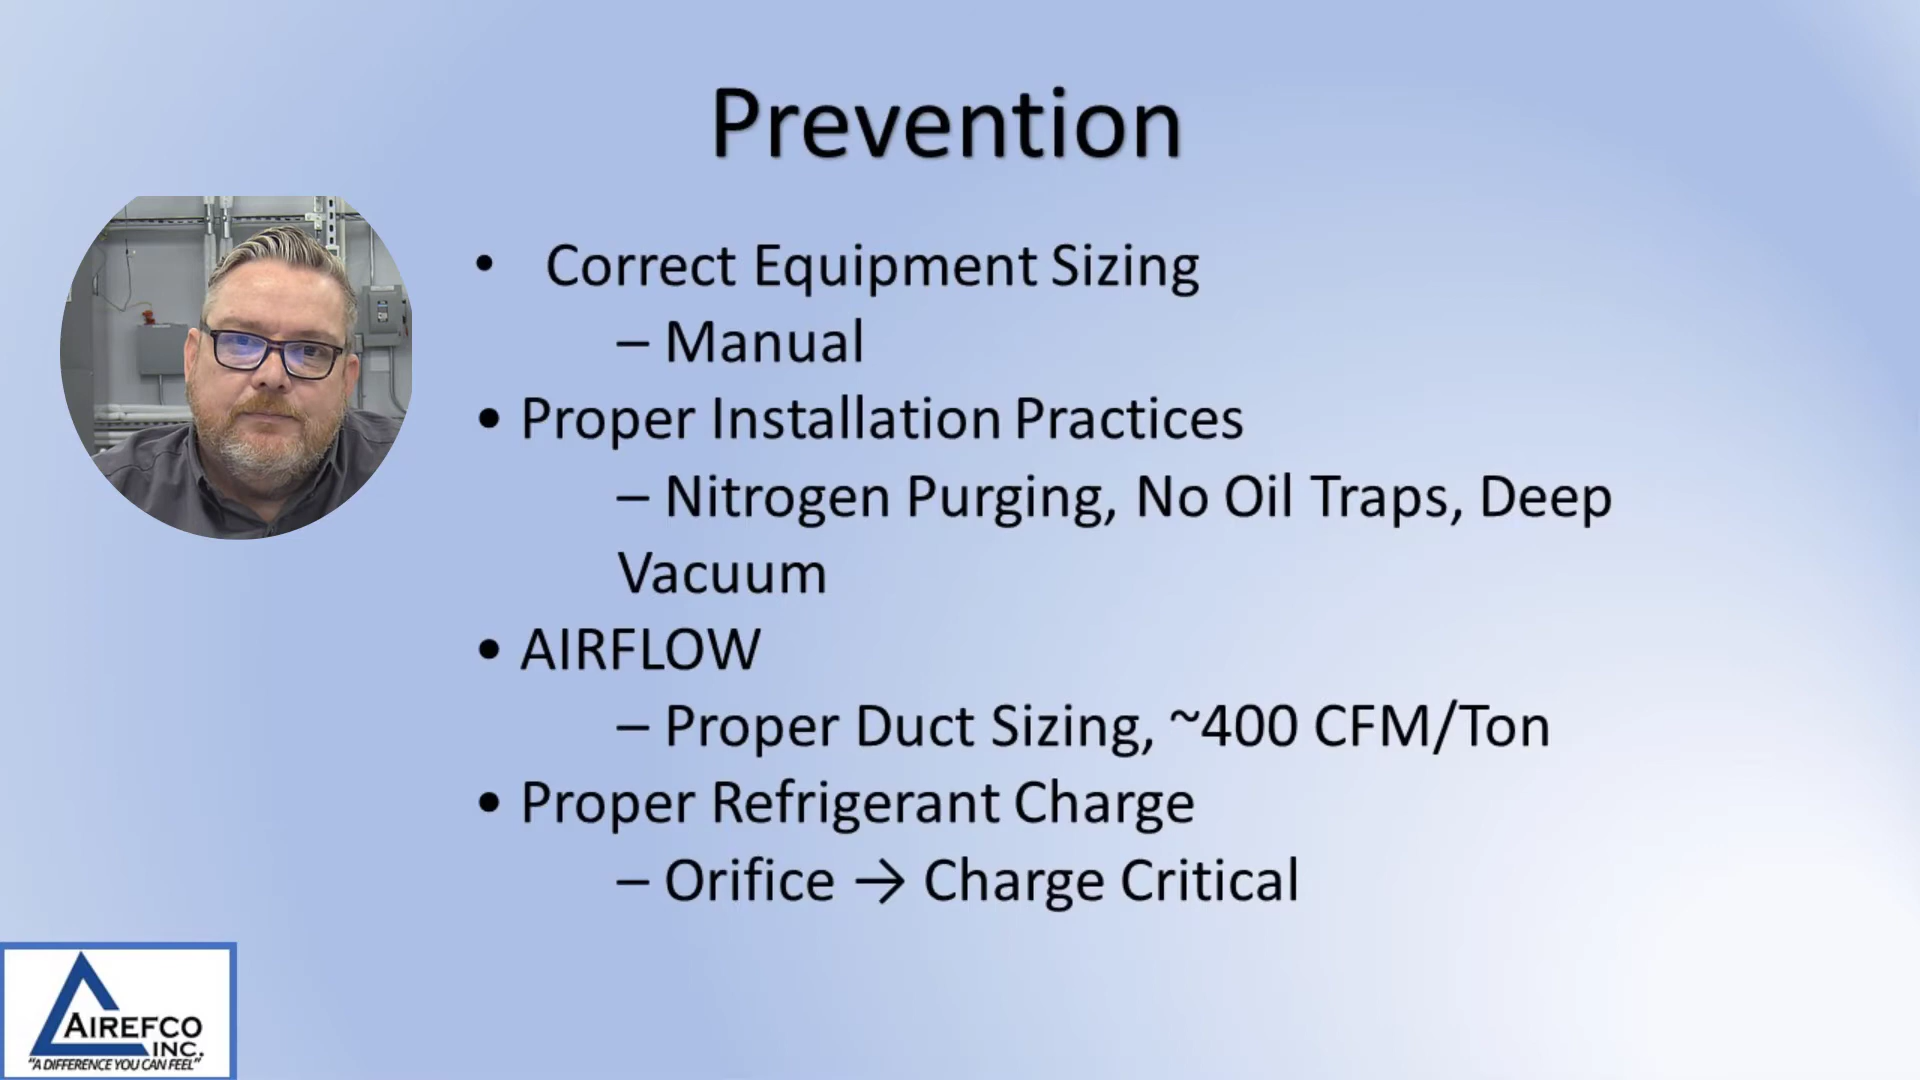 Prevention
• Correct Equipment Sizing
– Manual
• Proper Installation Practices
– Nitrogen Purging, No Oil Traps, Deep
Vacuum
• AIRFLOW
– Proper Duct Sizing, ~400 CFM/Ton
• Proper Refrigerant Charge
– Orifice → Charge Critical
AIREFCO
INC.
"A DIFFERENCE YOU CAN FEEL"